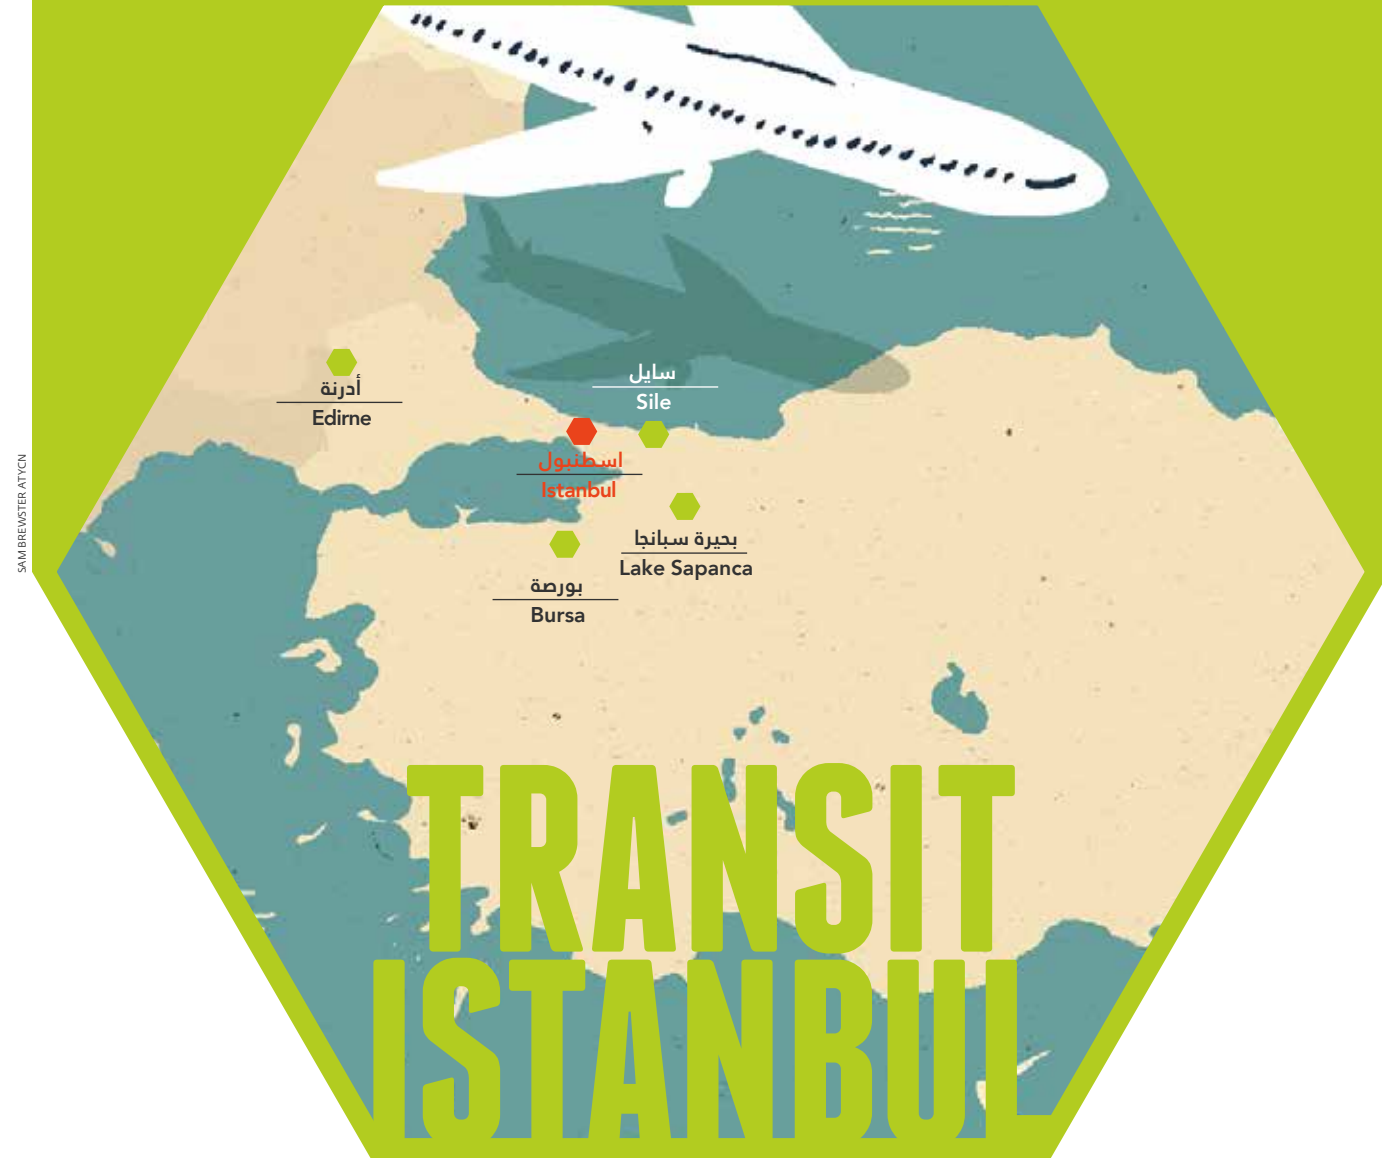 أدرنة
Edirne
سايل
Sile
اسطنبول
Istanbul
بحيرة سبانجا
Lake Sapanca
بورصة
Bursa
SAM BREWSTER ATYCN
TRANSIT
ISTANBUL